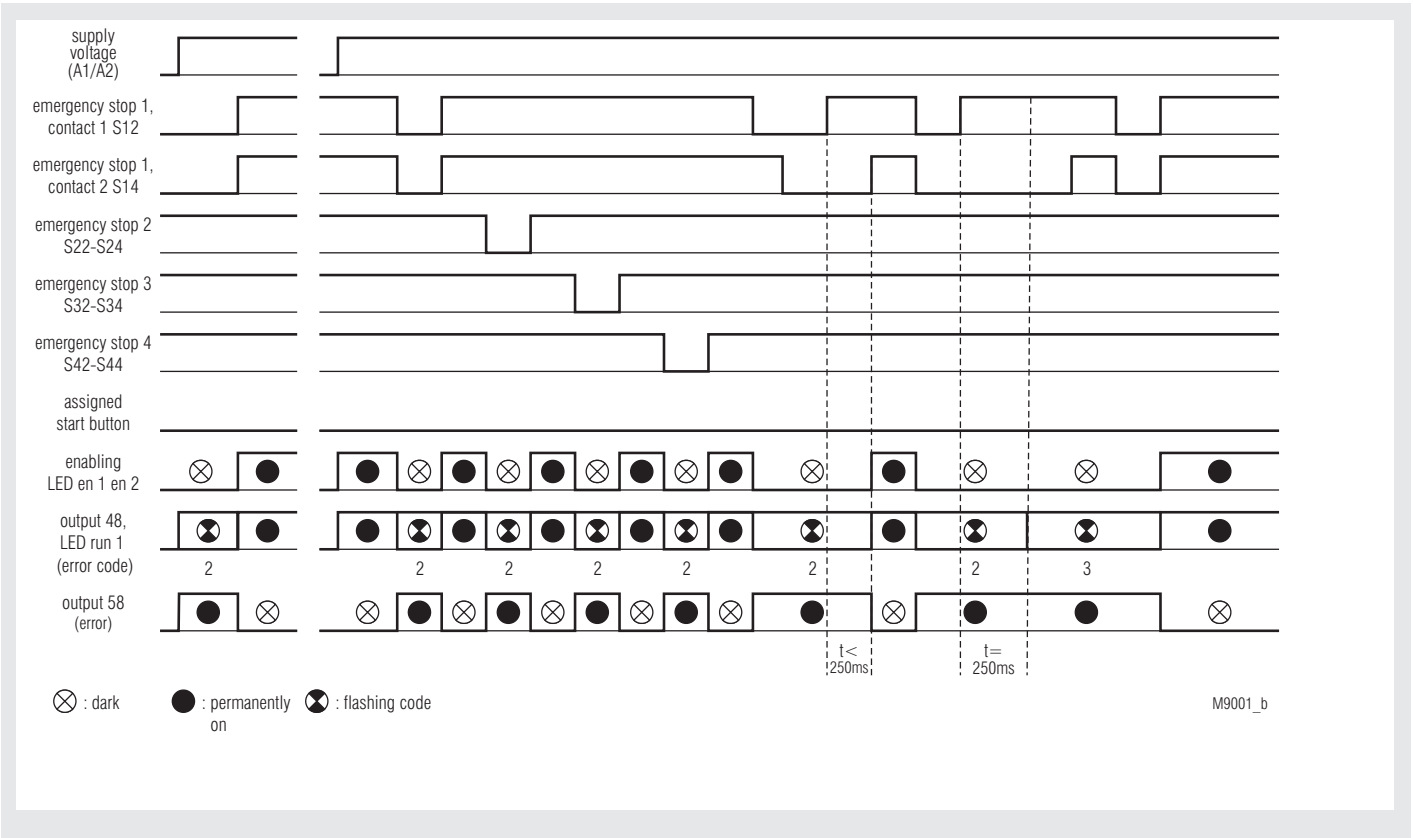 supply
voltage
(A1/A2)
emergency stop 1,
contact 1 S12
emergency stop 1,
contact 2 S14
emergency stop 2
S22-S24
emergency stop 3
S32-S34
emergency stop 4
S42-S44
assigned
start button
enabling
LED en 1 en 2
output 48,
LED run 1
(error code)
2 2 2 2 2 2 2 3
output 58
(error)
t<
250ms
t=
250ms
: dark
: permanently
on
: flashing code
M9001_b